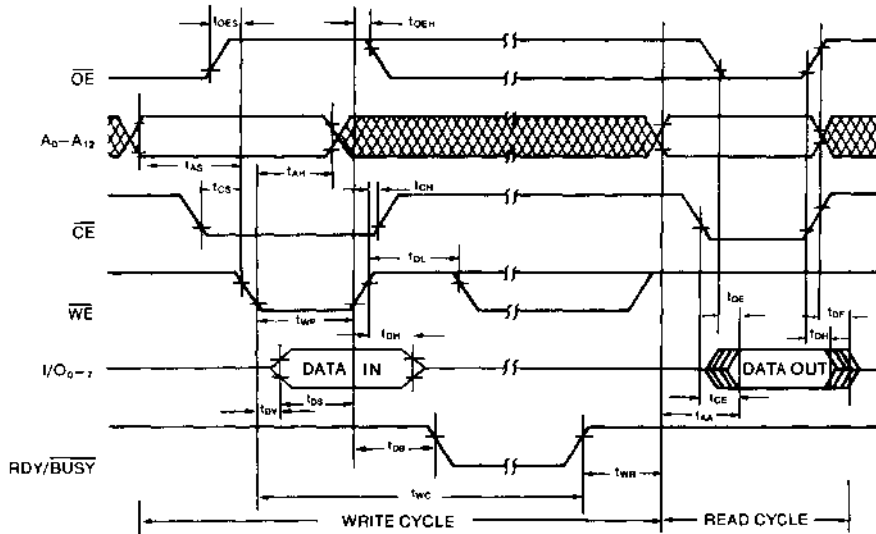 tOES
tOEH
OE
A0–A12
tAS
tAH
tCS
tCH
CE
tDL
WE
tWP
tDH
tOE
tDF
tOH
I/O0–7
DATA IN
DATA OUT
tDV
tDS
tCE
tAA
tDB
RDY/BUSY
tWR
tWC
WRITE CYCLE
READ CYCLE